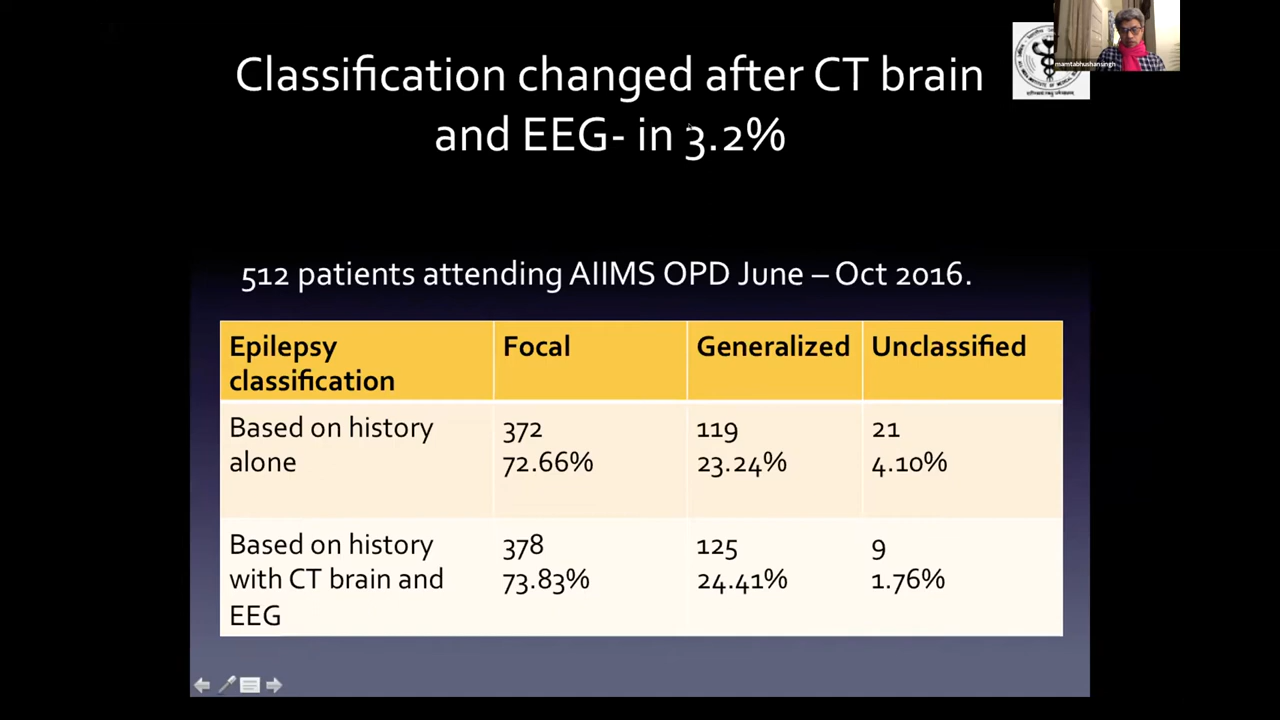 Classification changed after CT brain
and EEG- in 3.2%
mamtabhushansingh
512 patients attending AIIMS OPD June – Oct 2016.
Epilepsy classification Focal Generalized Unclassified
Based on history alone 372 72.66% 119 23.24% 21 4.10%
Based on history with CT brain and EEG 378 73.83% 125 24.41% 9 1.76%